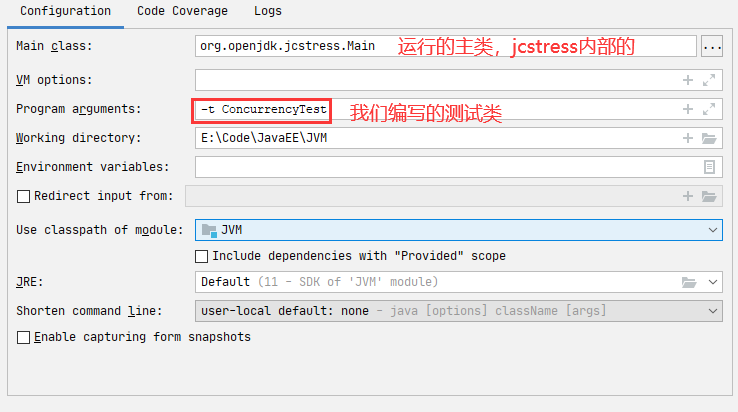 Configuration Code Coverage Logs
Main class: org.openjdk.jcstress.Main 运行的主类，jcstress内部的 ...
VM options:
Program arguments: -t ConcurrencyTest 我们编写的测试类
Working directory: E:\Code\JavaEE\JVM
Environment variables:
Redirect input from:
Use classpath of module: JVM
Include dependencies with "Provided" scope
JRE: Default (11 - SDK of 'JVM' module)
Shorten command line: user-local default: none - java [options] className [args]
Enable capturing form snapshots